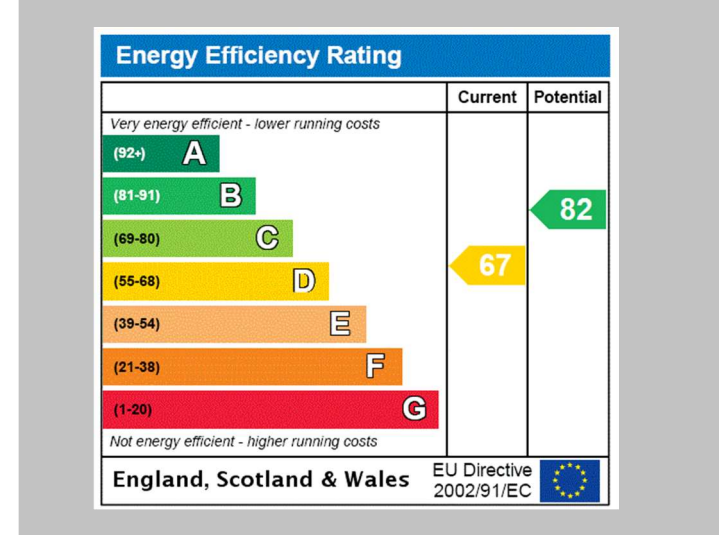 Energy Efficiency Rating
Current Potential
Very energy efficient - lower running costs
(92+) A
(81-91) B
82
(69-80) C
67
(55-68) D
(39-54) E
(21-38) F
(1-20) G
Not energy efficient - higher running costs
England, Scotland & Wales
EU Directive
2002/91/EC